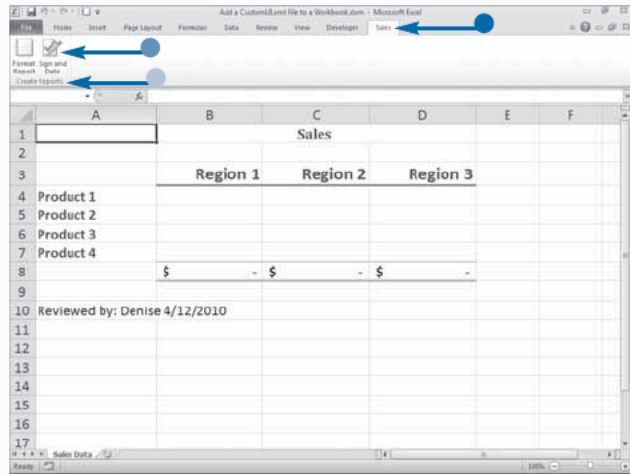 Add a CustomUI.xml File to a Workbook.xlsm - Microsoft Excel
File Home Insert Page Layout Formulas Data Review View Developer Sales
Format Report Sign and Date
Create Reports
fx
A B C D E F
1 Sales
2
3 Region 1 Region 2 Region 3
4 Product 1
5 Product 2
6 Product 3
7 Product 4
8 $ - $ - $ -
9
10 Reviewed by: Denise 4/12/2010
11
12
13
14
15
16
17
Sales Data
Ready 100%